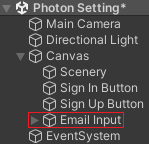 Photon Setting*
Main Camera
Directional Light
Canvas
Scenery
Sign In Button
Sign Up Button
Email Input
EventSystem